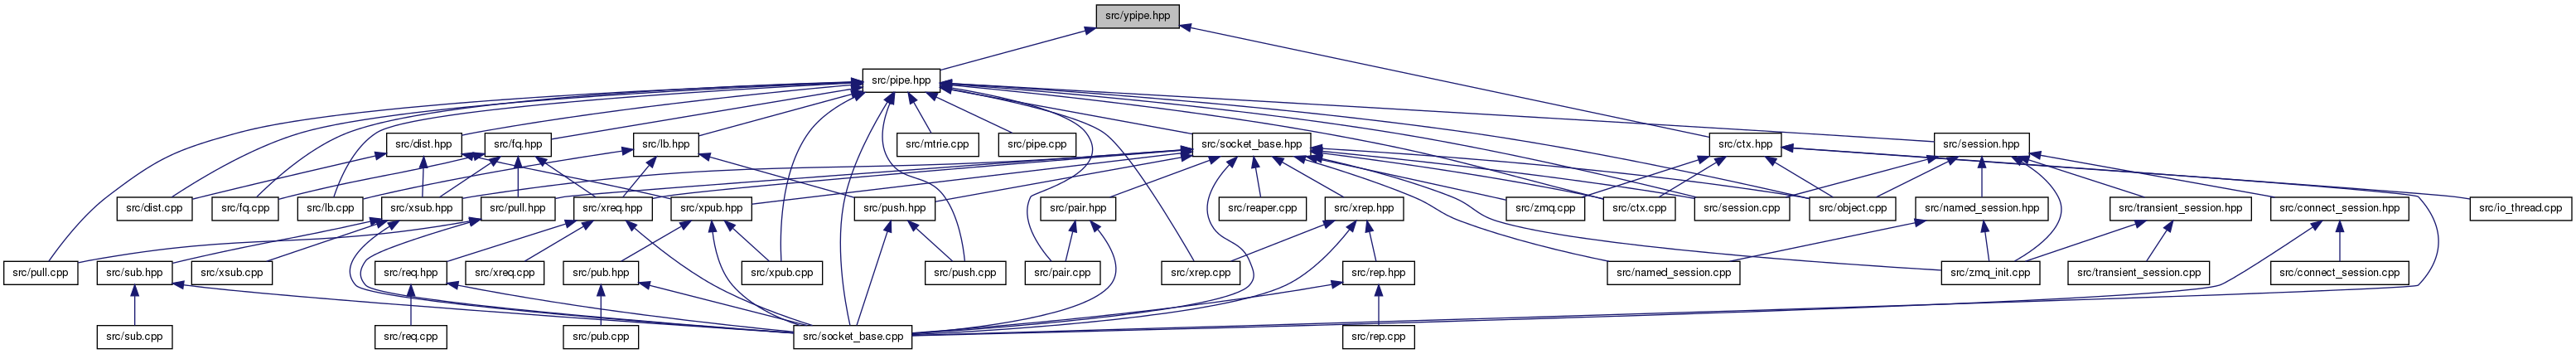 src/ypipe.hpp
src/pipe.hpp
src/dist.hpp
src/fq.hpp
src/lb.hpp
src/mtrie.cpp
src/pipe.cpp
src/socket_base.hpp
src/ctx.hpp
src/session.hpp
src/dist.cpp
src/fq.cpp
src/lb.cpp
src/xsub.hpp
src/pull.hpp
src/xreq.hpp
src/xpub.hpp
src/push.hpp
src/pair.hpp
src/reaper.cpp
src/xrep.hpp
src/zmq.cpp
src/ctx.cpp
src/session.cpp
src/object.cpp
src/named_session.hpp
src/transient_session.hpp
src/connect_session.hpp
src/io_thread.cpp
src/pull.cpp
src/sub.hpp
src/xsub.cpp
src/req.hpp
src/xreq.cpp
src/pub.hpp
src/xpub.cpp
src/push.cpp
src/pair.cpp
src/xrep.cpp
src/rep.hpp
src/named_session.cpp
src/zmq_init.cpp
src/transient_session.cpp
src/connect_session.cpp
src/sub.cpp
src/req.cpp
src/pub.cpp
src/socket_base.cpp
src/rep.cpp